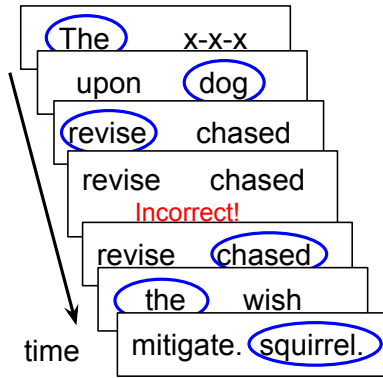 The x-x-x
upon dog
revise chased
revise chased
Incorrect!
revise chased
the wish
mitigate. squirrel.
time